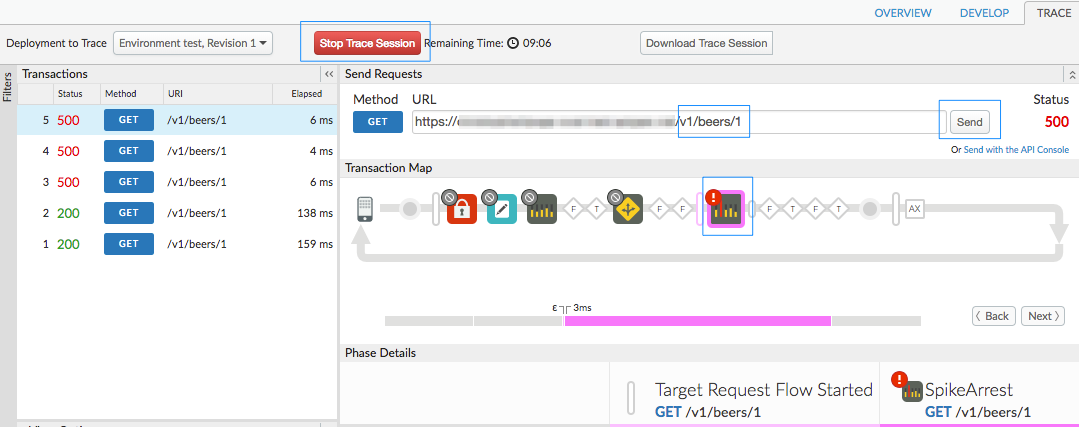 OVERVIEW DEVELOP TRACE
Deployment to Trace Environment test, Revision 1 Stop Trace Session Remaining Time: 09:06 Download Trace Session
Filters
Transactions
Status Method URI Elapsed
5 500 GET /v1/beers/1 6 ms
4 500 GET /v1/beers/1 4 ms
3 500 GET /v1/beers/1 6 ms
2 200 GET /v1/beers/1 138 ms
1 200 GET /v1/beers/1 159 ms
Send Requests
Method URL Status
GET https:// /v1/beers/1 Send 500
Or Send with the API Console
Transaction Map
F T F F F T F T AX
ε 3ms
Back Next
Phase Details
Target Request Flow Started
GET /v1/beers/1
SpikeArrest
GET /v1/beers/1